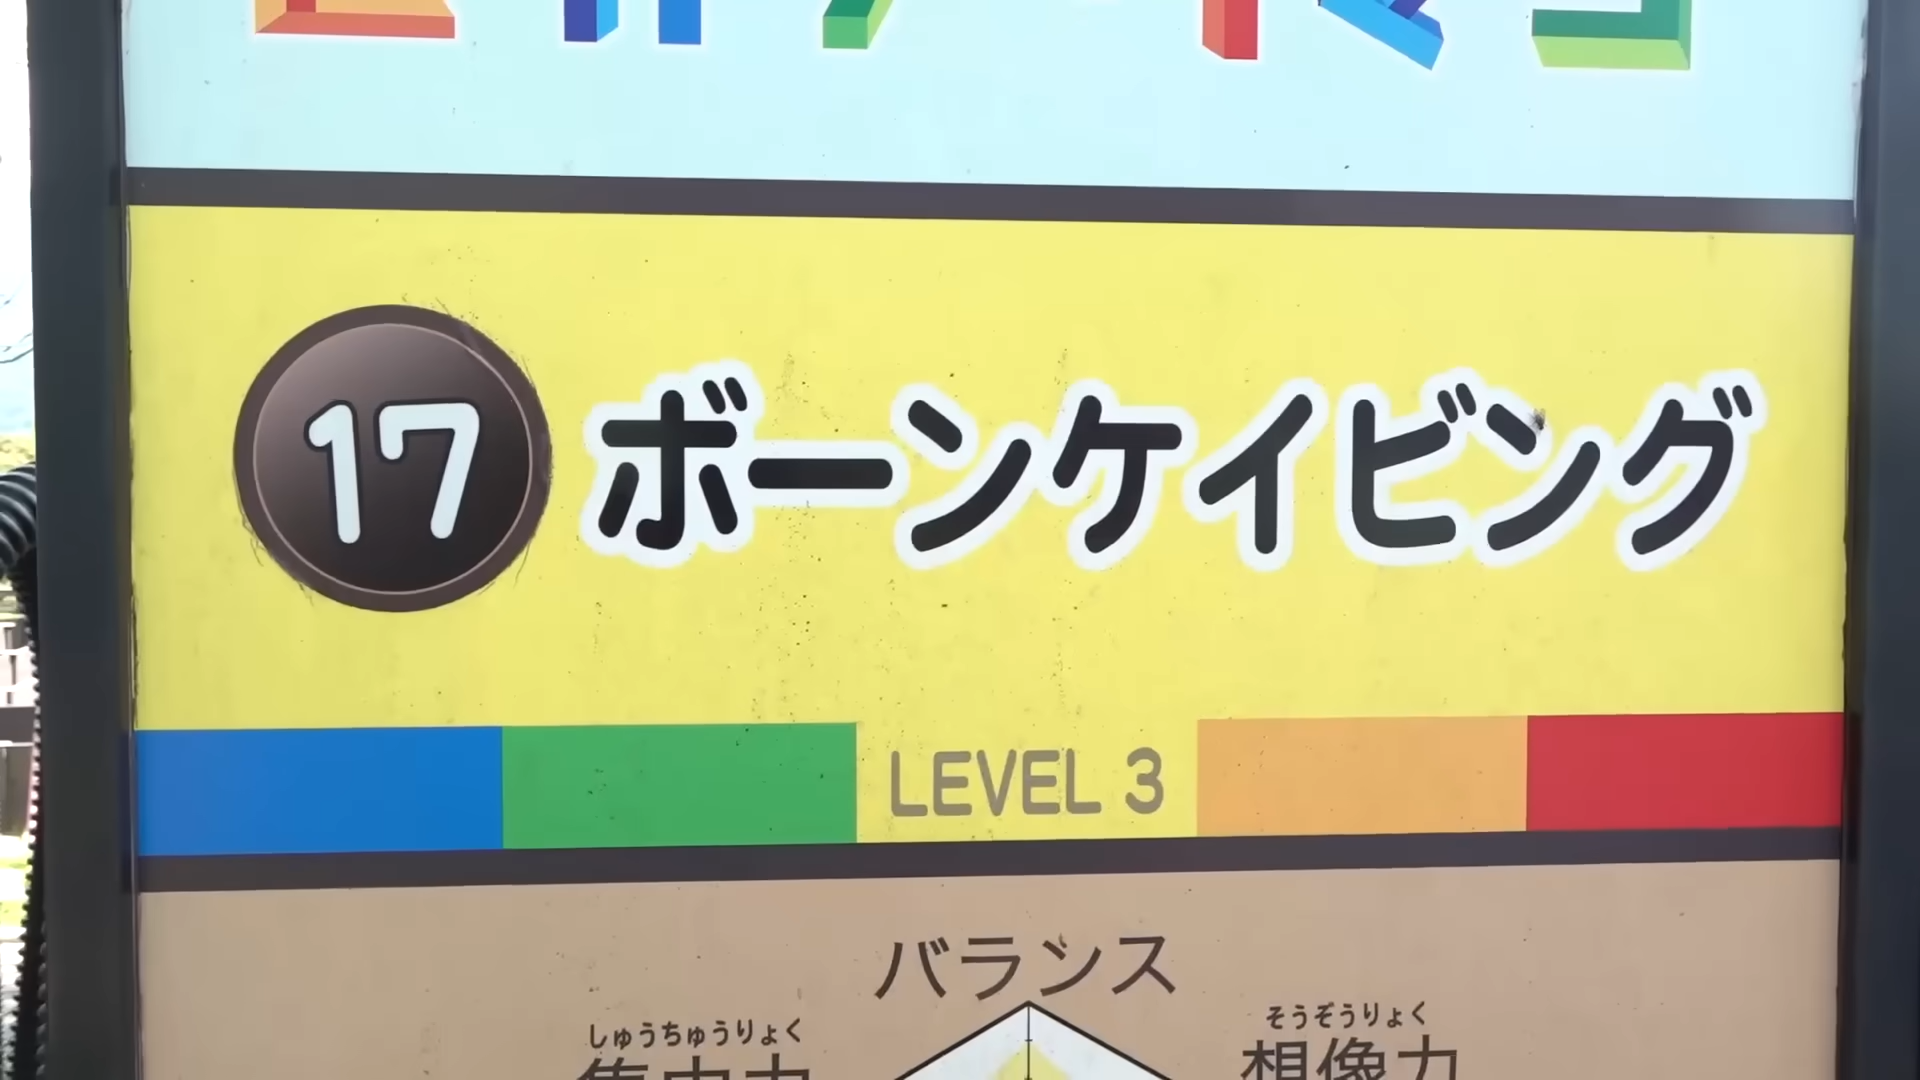 17 ボーンケイビング
LEVEL 3
バランス
しゅうちゅうりょく
そうぞうりょく
集中力
想像力